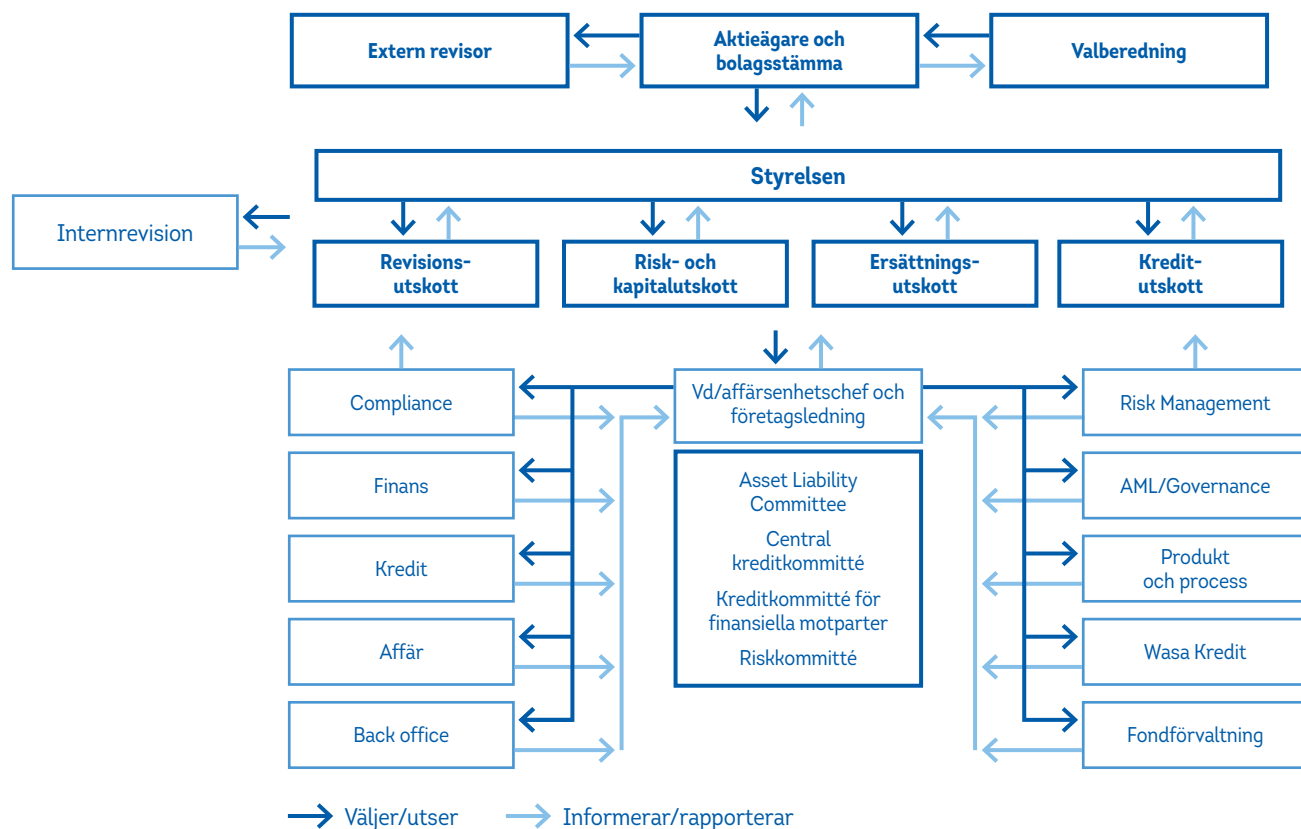 Extern revisor
Aktieägare och
bolagsstämma
Valberedning
Styrelsen
Internrevision
Revisions-
utskott
Risk- och
kapitalutskott
Ersättnings-
utskott
Kredit-
utskott
Compliance
Vd/affärsenhetschef och
företagsledning
Risk Management
Finans
Asset Liability
Committee
AML/Governance
Central
kreditkommitté
Kredit
Produkt
och process
Kreditkommitté för
finansiella motparter
Affär
Riskkommitté
Wasa Kredit
Back office
Fondförvaltning
Väljer/utser
Informerar/rapporterar